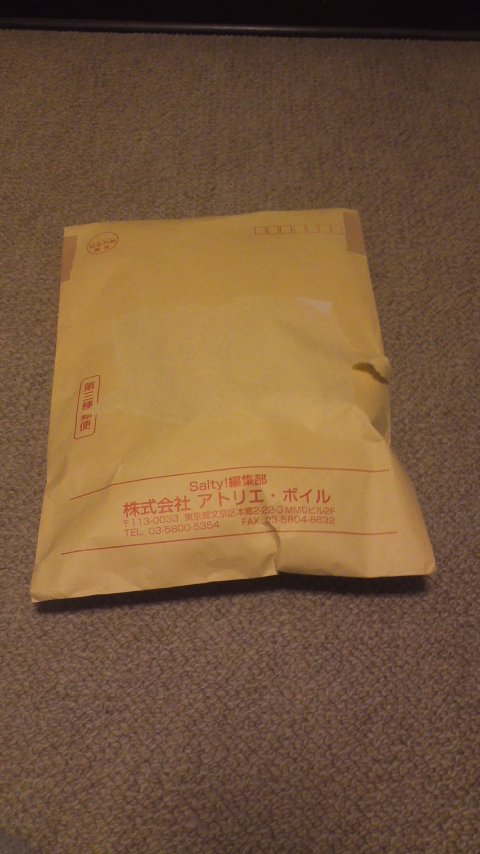 第三種郵便
Salty!編集部
株式会社 アトリエ・ボイル
〒113-0033 東京都文京区本郷2-22-3 MMCビル2F
TEL. 03-5800-5354 FAX. 03-5804-8632